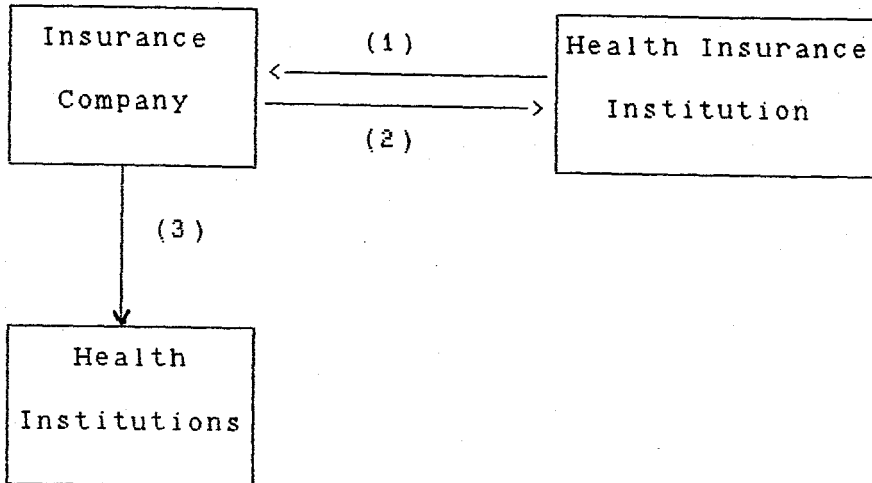 Insurance
Company
(1)
(2)
Health Insurance
Institution
(3)
Health
Institutions